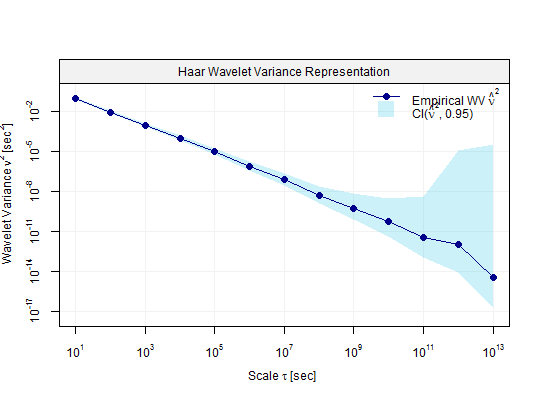 Haar Wavelet Variance Representation
Empirical WV ν̂²
CI(ν̂², 0.95)
Wavelet Variance ν² [sec²]
10⁻²
10⁻⁵
10⁻⁸
10⁻¹¹
10⁻¹⁴
10⁻¹⁷
10¹ 10³ 10⁵ 10⁷ 10⁹ 10¹¹ 10¹³
Scale τ [sec]